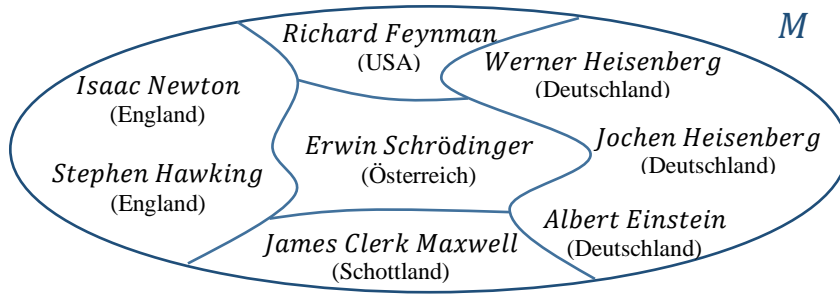 M
Richard Feynman
(USA)
Isaac Newton
(England)
Werner Heisenberg
(Deutschland)
Erwin Schrödinger
(Österreich)
Jochen Heisenberg
(Deutschland)
Stephen Hawking
(England)
James Clerk Maxwell
(Schottland)
Albert Einstein
(Deutschland)